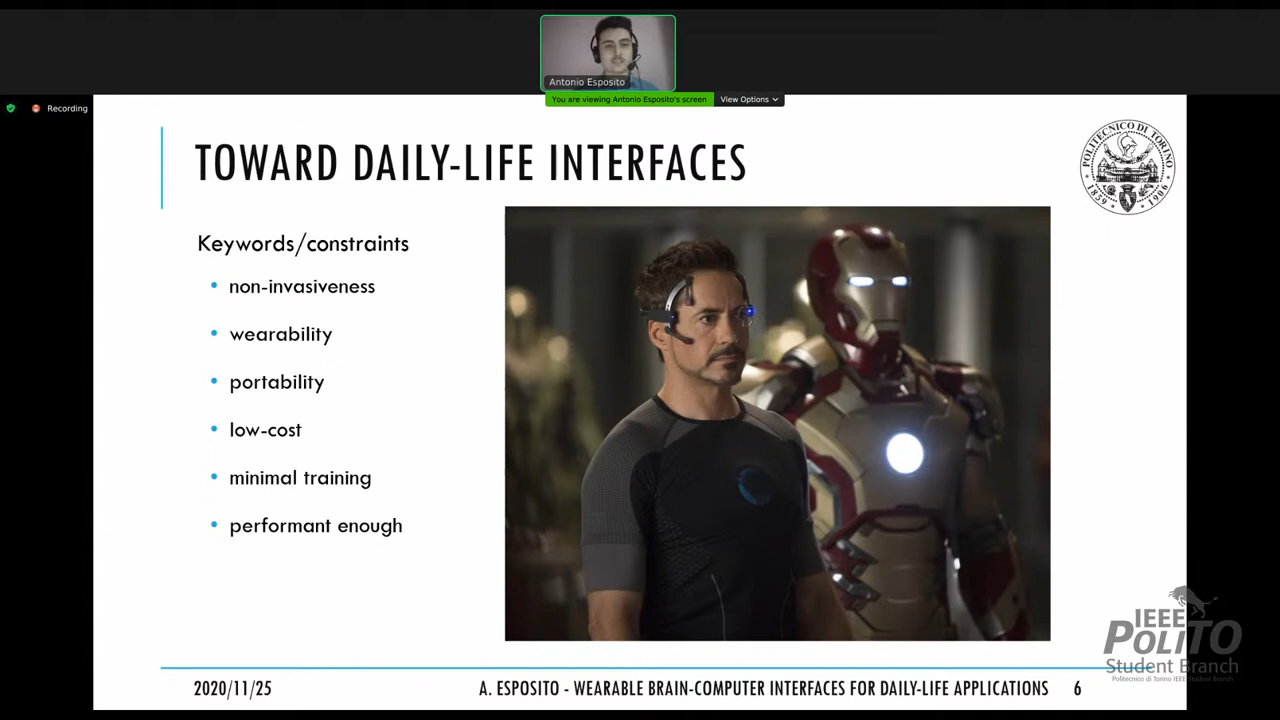 Antonio Esposito
You are viewing Antonio Esposito's screen
View Options
Recording
TOWARD DAILY-LIFE INTERFACES
POLITECNICO DI TORINO
1859
1906
Keywords/constraints
• non-invasiveness
• wearability
• portability
• low-cost
• minimal training
• performant enough
IEEE
POLITO
Student Branch
Politecnico di Torino IEEE Student Branch
2020/11/25
A. ESPOSITO - WEARABLE BRAIN-COMPUTER INTERFACES FOR DAILY-LIFE APPLICATIONS
6